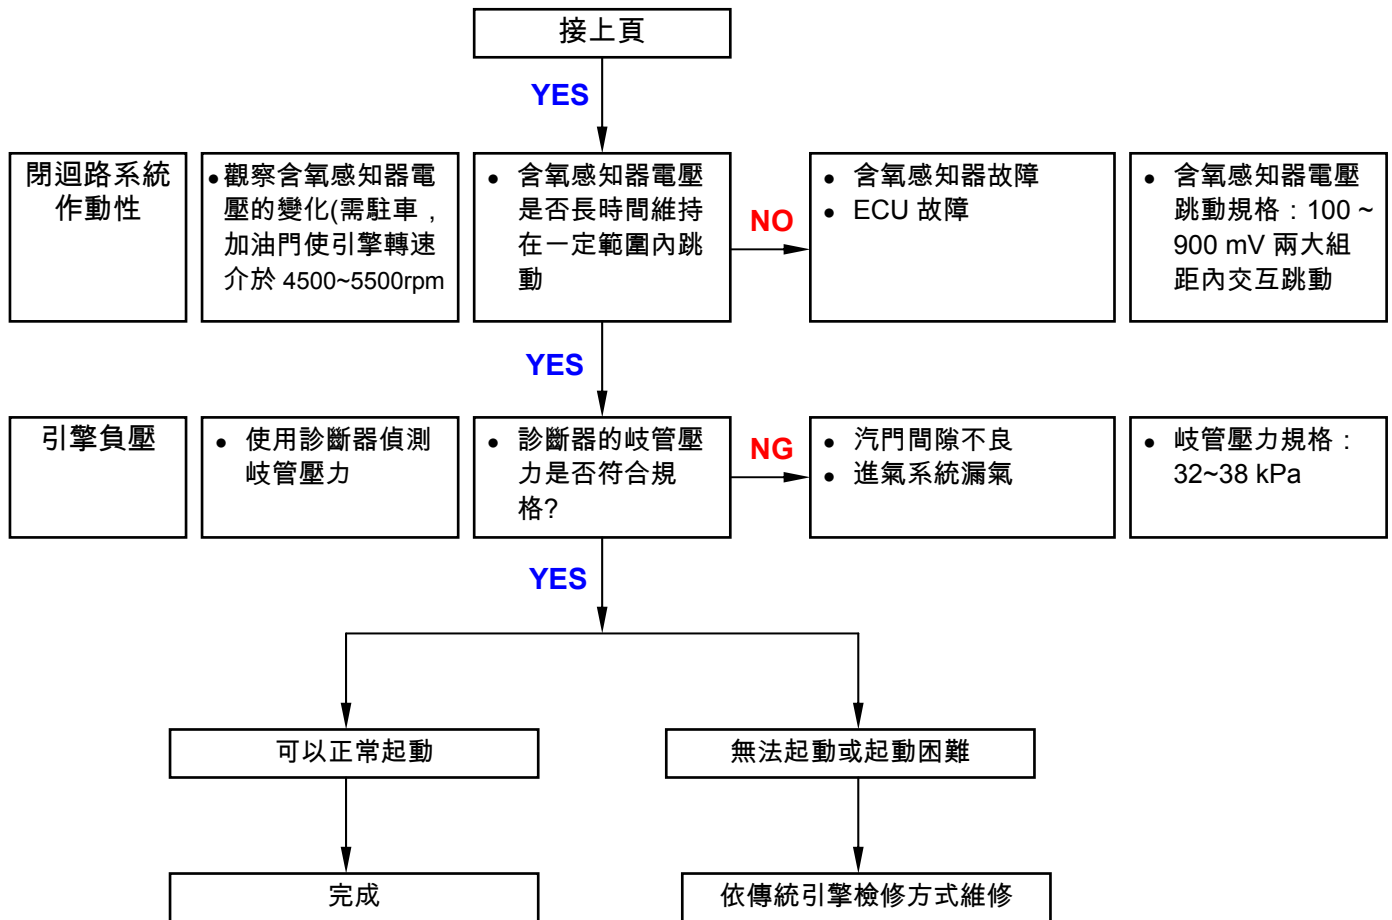 接上頁
YES
閉迴路系統
作動性
•觀察含氧感知器電
壓的變化(需駐車，
加油門使引擎轉速
介於 4500~5500rpm
• 含氧感知器電壓
是否長時間維持
在一定範圍內跳
動
NO
• 含氧感知器故障
• ECU 故障
• 含氧感知器電壓
跳動規格：100 ~
900 mV 兩大組
距內交互跳動
YES
引擎負壓
• 使用診斷器偵測
岐管壓力
• 診斷器的岐管壓
力是否符合規
格?
NG
• 汽門間隙不良
• 進氣系統漏氣
• 岐管壓力規格：
32~38 kPa
YES
可以正常起動
無法起動或起動困難
完成
依傳統引擎檢修方式維修